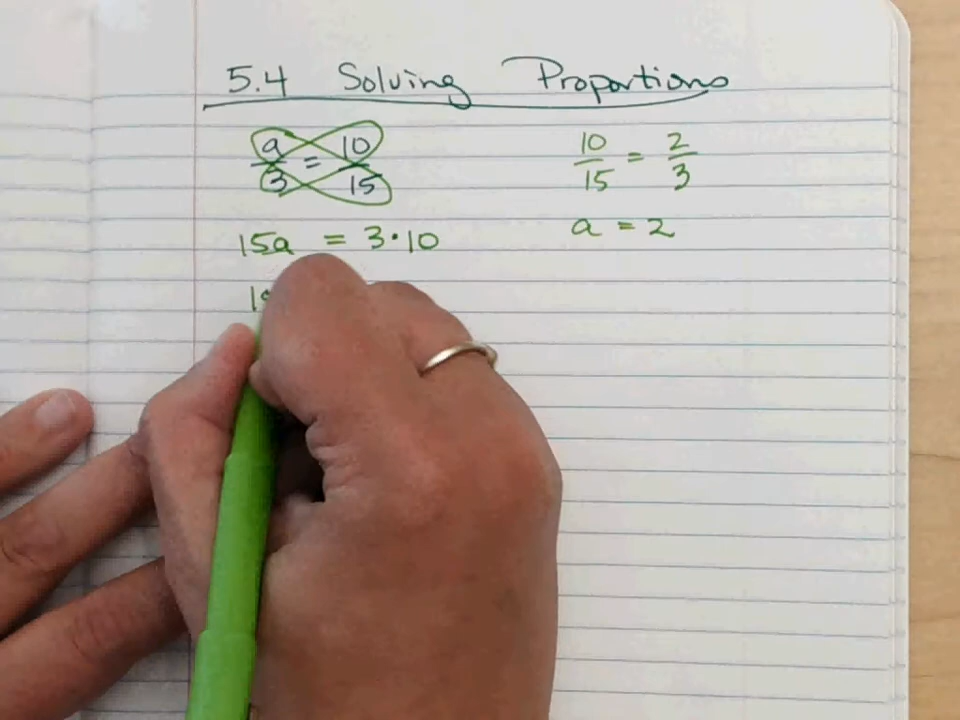 5.4 Solving Proportions
a/3 = 10/15
15a = 3·10
10/15 = 2/3
a = 2